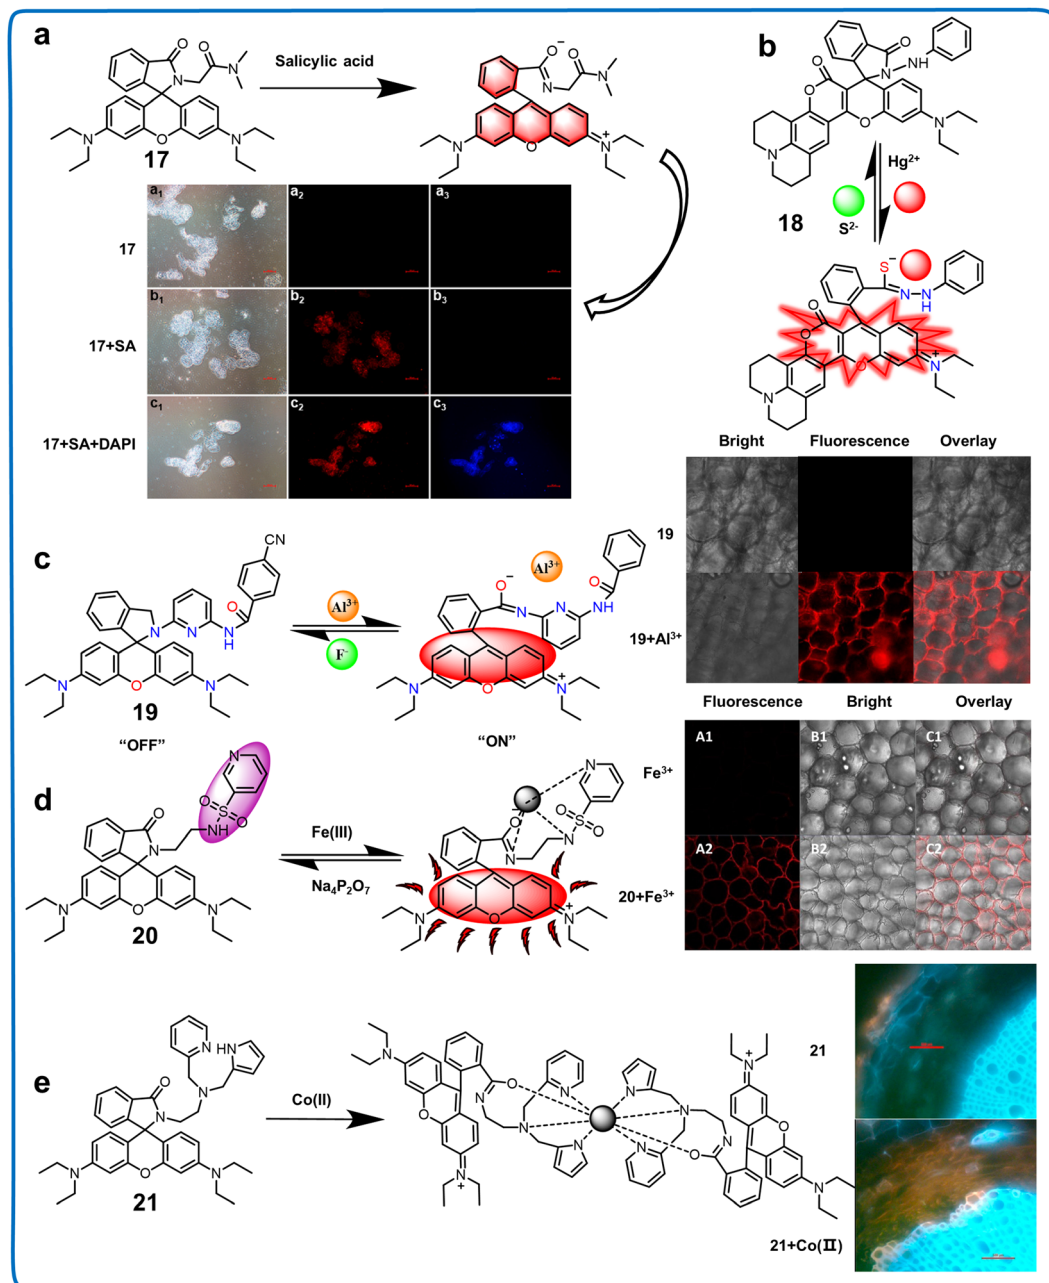 a
b
Salicylic acid
17
a1
a2
a3
17
b1
b2
b3
17+SA
c1
c2
c3
17+SA+DAPI
Hg2+
S2-
18
Bright Fluorescence Overlay
19
19+Al3+
c
CN
Al3+
F-
Al3+
19
"OFF"
"ON"
Fluorescence Bright Overlay
A1 B1 C1
Fe3+
A2 B2 C2
20+Fe3+
d
Fe(III)
Na4P2O7
20
e
Co(II)
21
21
21+Co(II)